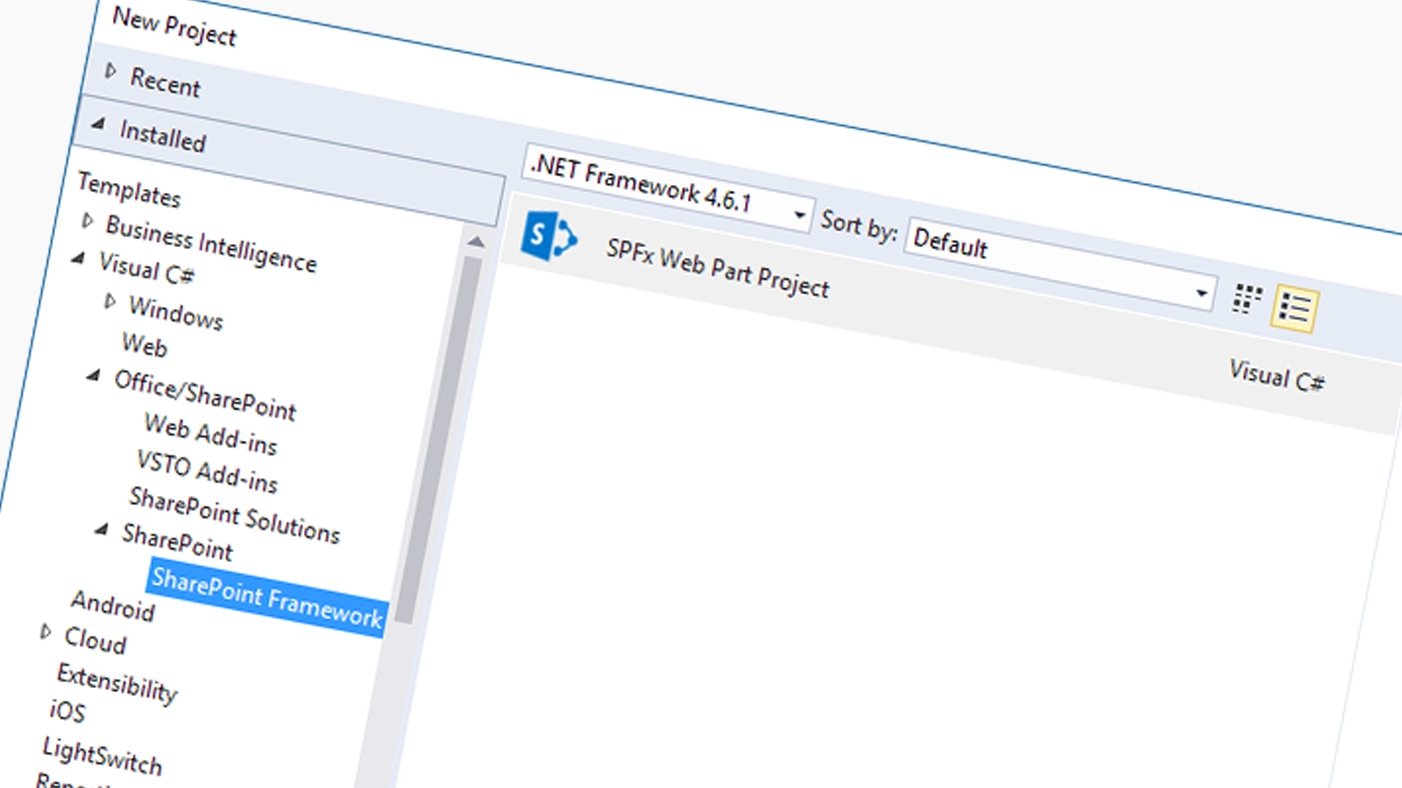 New Project
Recent
Installed
.NET Framework 4.6.1
Sort by:
Default
Templates
Business Intelligence
Visual C#
Windows
Web
Office/SharePoint
Web Add-ins
VSTO Add-ins
SharePoint Solutions
SharePoint
SharePoint Framework
Android
Cloud
Extensibility
iOS
LightSwitch
S
SPFx Web Part Project
Visual C#